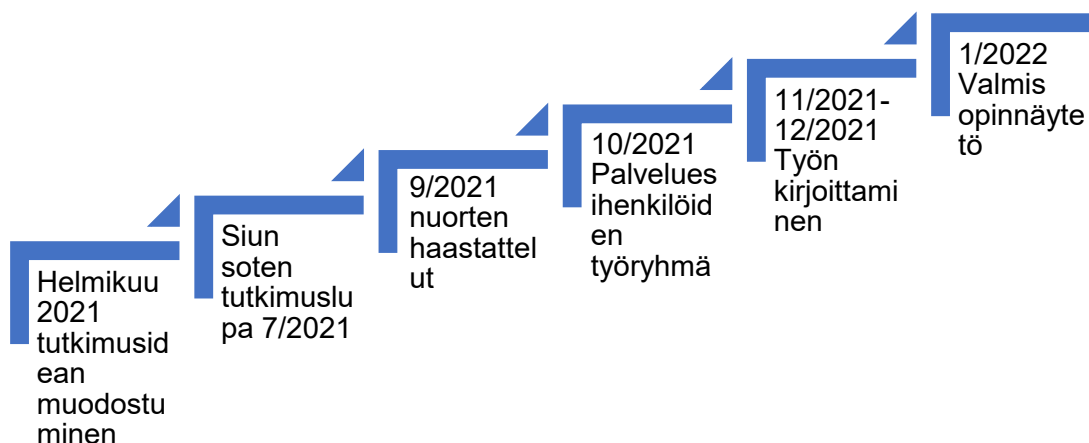 Helmikuu
2021
tutkimusid
ean
muodostu
minen
Siun
soten
tutkimuslu
pa 7/2021
9/2021
nuorten
haastattel
ut
10/2021
Palvelues
ihenkilöid
en
työryhmä
11/2021-
12/2021
Työn
kirjoittami
nen
1/2022
Valmis
opinnäyte
tö